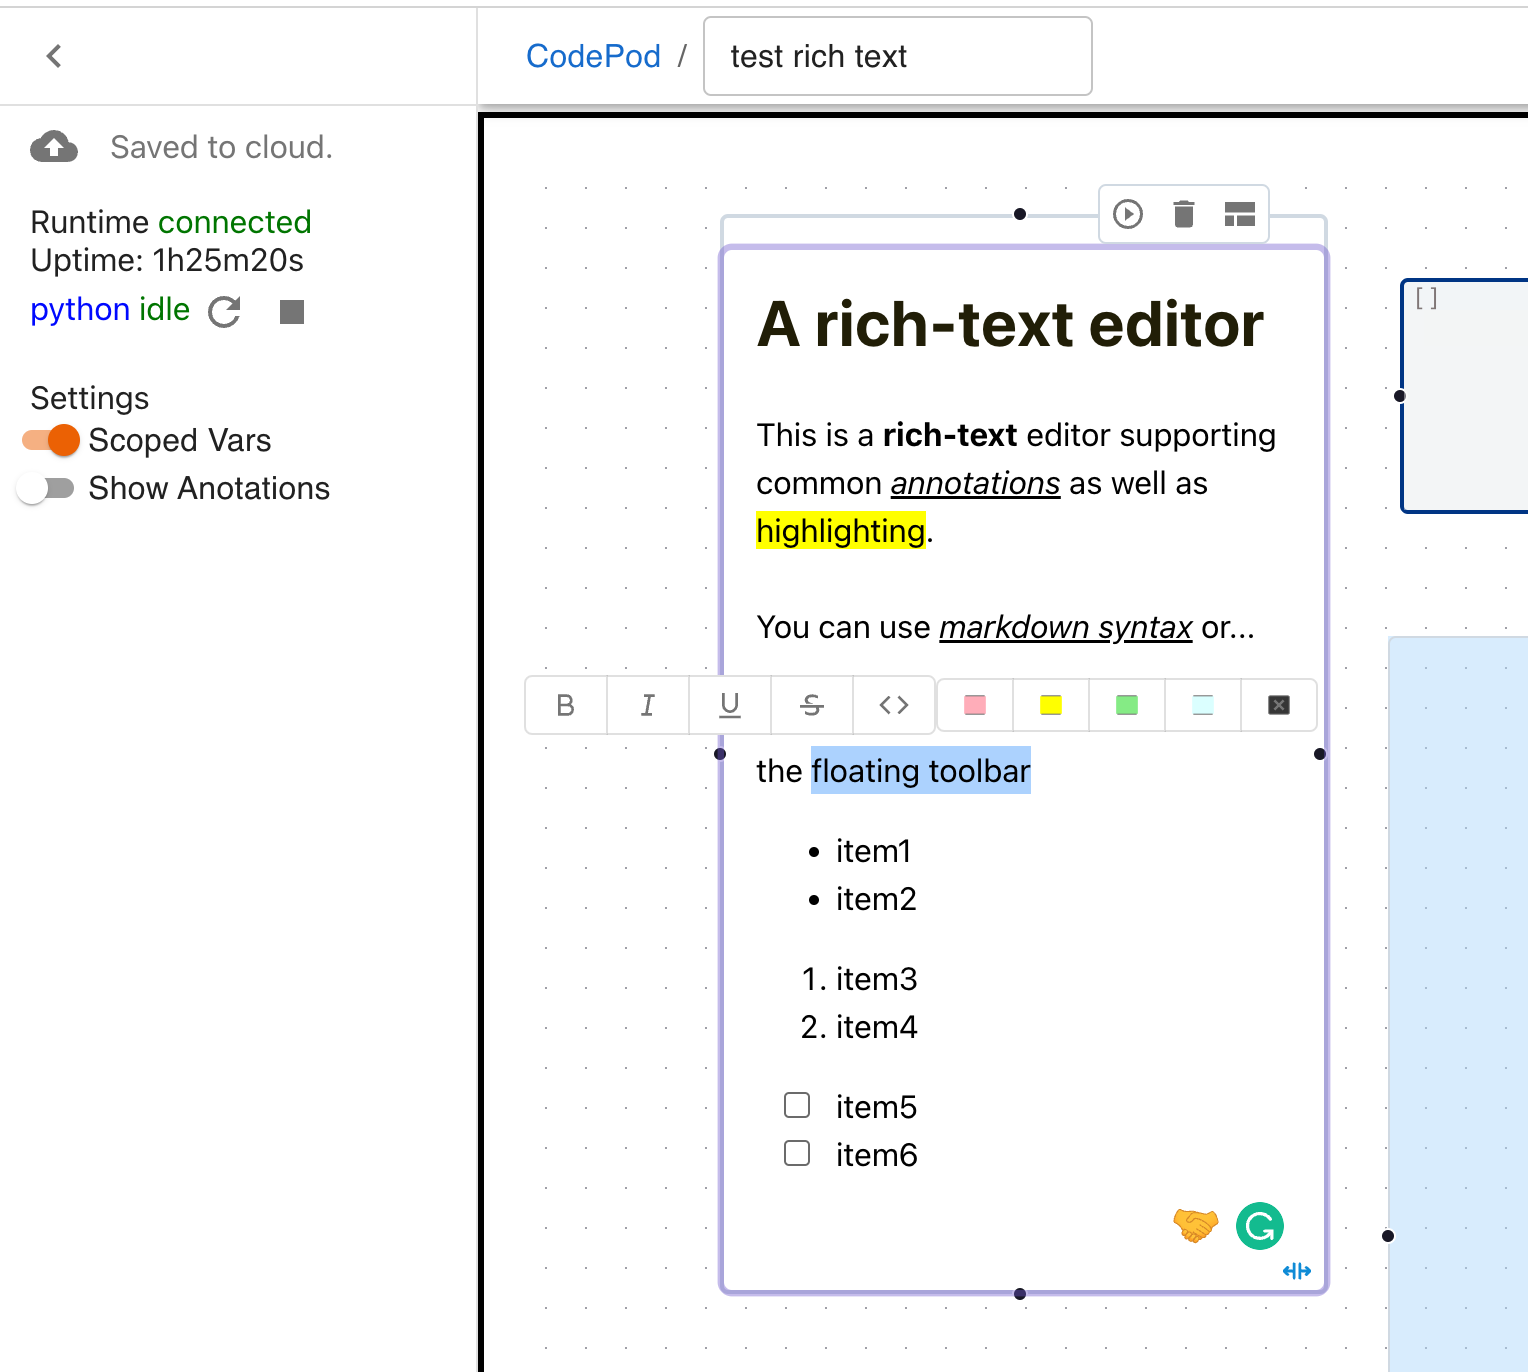 CodePod / test rich text
Saved to cloud.
Runtime connected
Uptime: 1h25m20s
python idle
Settings
Scoped Vars
Show Anotations
A rich-text editor
This is a rich-text editor supporting
common annotations as well as
highlighting.
You can use markdown syntax or...
B I U S <>
the floating toolbar
• item1
• item2
1. item3
2. item4
item5
item6
[ ]